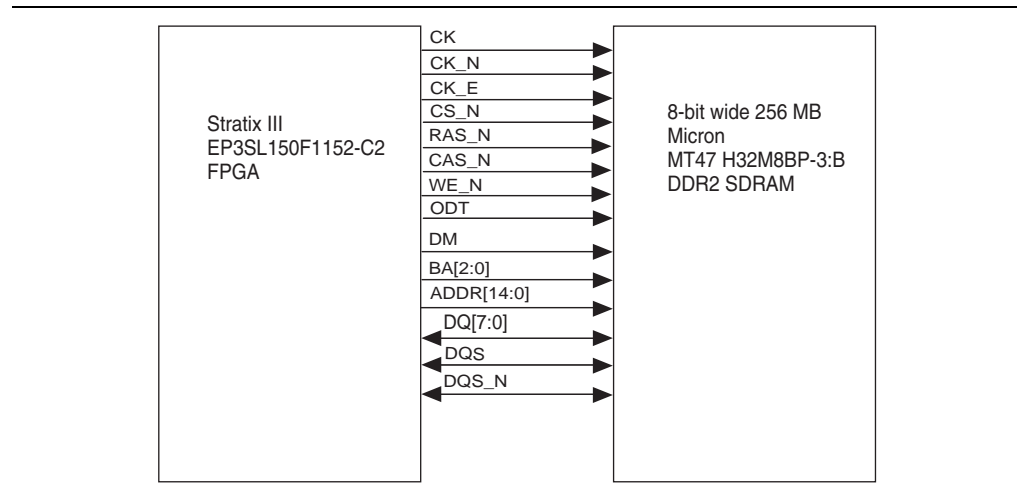 Stratix III
EP3SL150F1152-C2
FPGA
CK
CK_N
CK_E
CS_N
RAS_N
CAS_N
WE_N
ODT
DM
BA[2:0]
ADDR[14:0]
DQ[7:0]
DQS
DQS_N
8-bit wide 256 MB
Micron
MT47 H32M8BP-3:B
DDR2 SDRAM